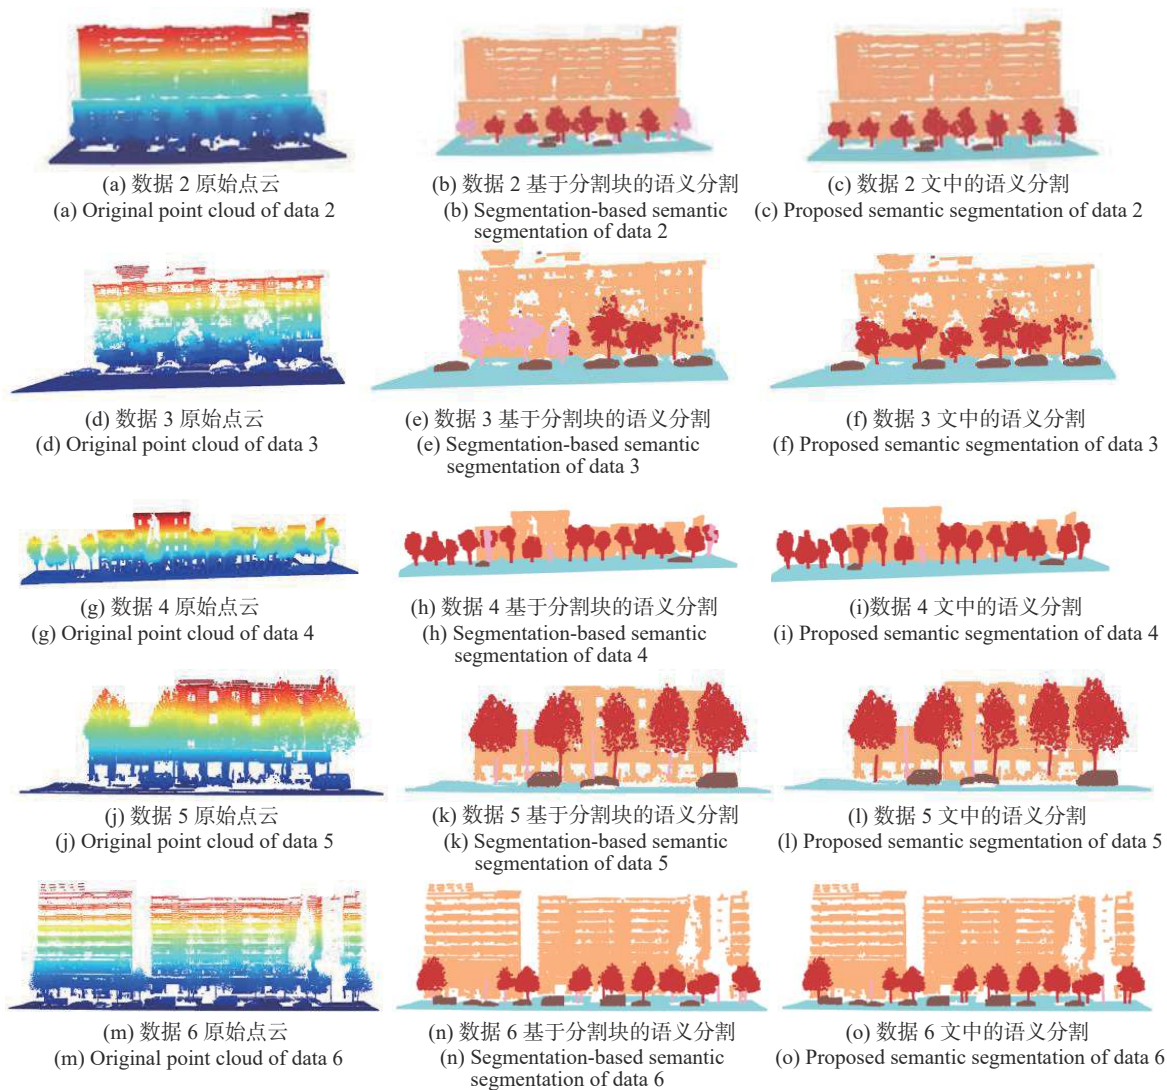 (a) 数据 2 原始点云
(a) Original point cloud of data 2
(b) 数据 2 基于分割块的语义分割
(b) Segmentation-based semantic
segmentation of data 2
(c) 数据 2 文中的语义分割
(c) Proposed semantic segmentation of data 2
(d) 数据 3 原始点云
(d) Original point cloud of data 3
(e) 数据 3 基于分割块的语义分割
(e) Segmentation-based semantic
segmentation of data 3
(f) 数据 3 文中的语义分割
(f) Proposed semantic segmentation of data 3
(g) 数据 4 原始点云
(g) Original point cloud of data 4
(h) 数据 4 基于分割块的语义分割
(h) Segmentation-based semantic
segmentation of data 4
(i)数据 4 文中的语义分割
(i) Proposed semantic segmentation of data 4
(j) 数据 5 原始点云
(j) Original point cloud of data 5
(k) 数据 5 基于分割块的语义分割
(k) Segmentation-based semantic
segmentation of data 5
(l) 数据 5 文中的语义分割
(l) Proposed semantic segmentation of data 5
(m) 数据 6 原始点云
(m) Original point cloud of data 6
(n) 数据 6 基于分割块的语义分割
(n) Segmentation-based semantic
segmentation of data 6
(o) 数据 6 文中的语义分割
(o) Proposed semantic segmentation of data 6